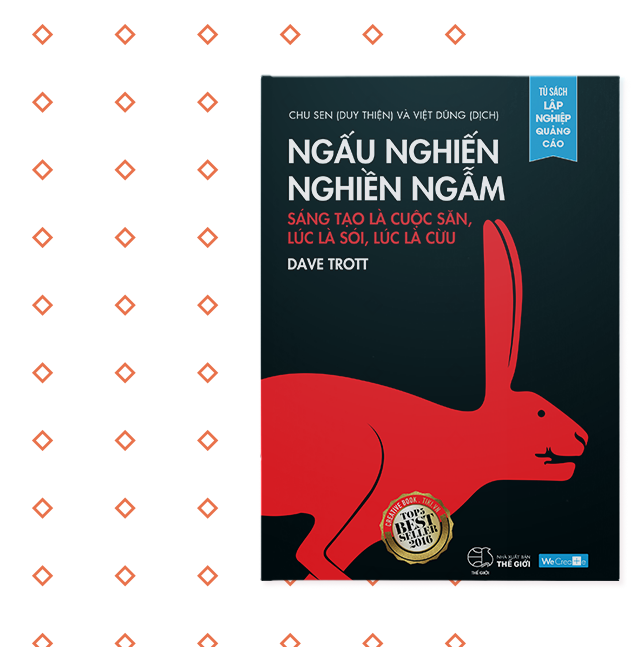 CHU SEN (DUY THIỆN) VÀ VIỆT DŨNG (DỊCH)
TỦ SÁCH
LẬP
NGHIỆP
QUẢNG
CÁO
NGẤU NGHIẾN
NGHIỀN NGẪM
SÁNG TẠO LÀ CUỘC SĂN,
LÚC LÀ SÓI, LÚC LÀ CỪU
DAVE TROTT
CREATIVE BOOK . TIKI.VN
TOP 5
BEST
SELLER
2016
THẾ GIỚI
NHÀ XUẤT BẢN
THẾ GIỚI
WeCreate